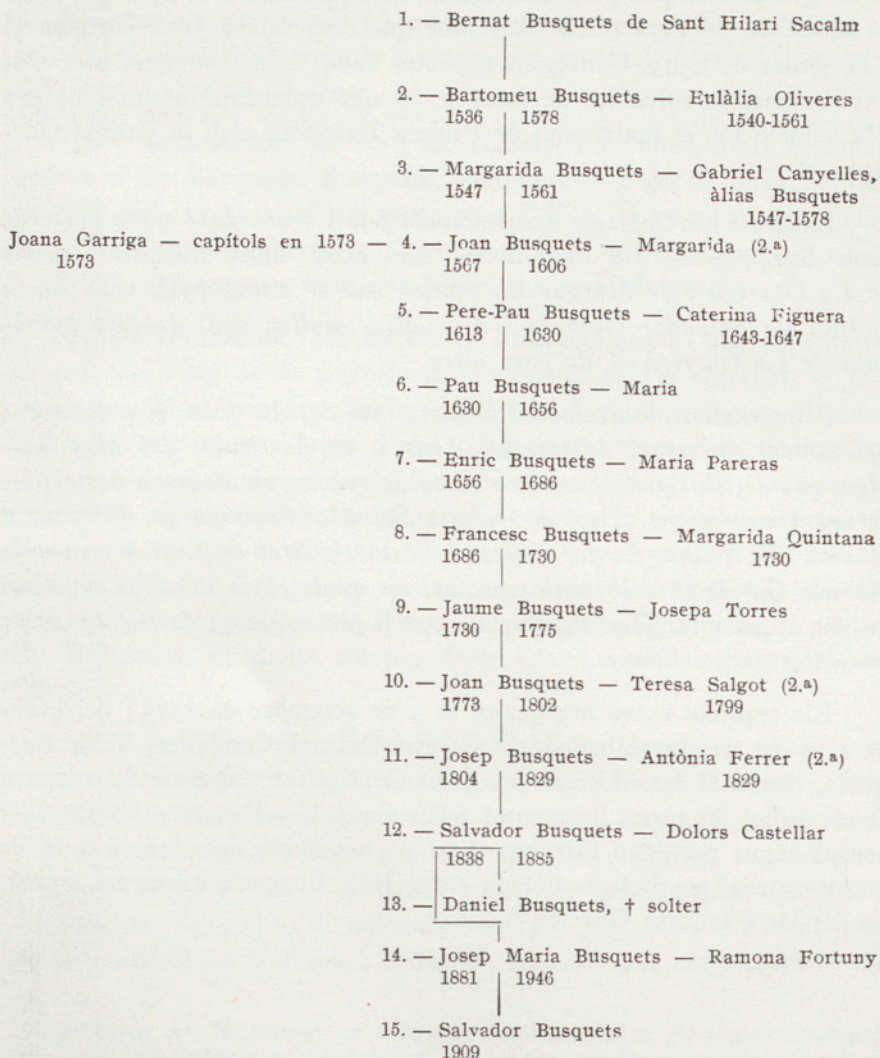 1. — Bernat Busquets de Sant Hilari Sacalm
2. — Bartomeu Busquets — Eulàlia Oliveres
1536 1578 1540-1561
3. — Margarida Busquets — Gabriel Canyelles,
1547 1561 àlias Busquets
1547-1578
Joana Garriga — capítols en 1573 — 4. — Joan Busquets — Margarida (2.ª)
1573 1567 1606
5. — Pere-Pau Busquets — Caterina Figuera
1613 1630 1643-1647
6. — Pau Busquets — Maria
1630 1656
7. — Enric Busquets — Maria Pareras
1656 1686
8. — Francesc Busquets — Margarida Quintana
1686 1730 1730
9. — Jaume Busquets — Josepa Torres
1730 1775
10. — Joan Busquets — Teresa Salgot (2.ª)
1773 1802 1799
11. — Josep Busquets — Antònia Ferrer (2.ª)
1804 1829 1829
12. — Salvador Busquets — Dolors Castellar
1838 1885
13. — Daniel Busquets, † solter
14. — Josep Maria Busquets — Ramona Fortuny
1881 1946
15. — Salvador Busquets
1909